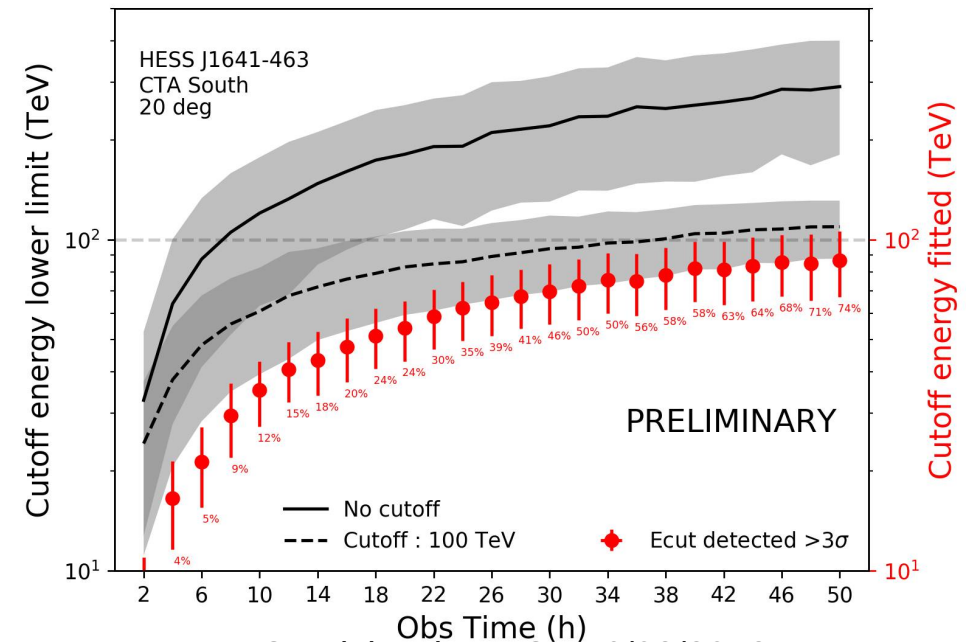 HESS J1641-463
CTA South
20 deg
Cutoff energy lower limit (TeV)
Cutoff energy fitted (TeV)
10²
10¹
10²
10¹
4%
5%
9%
12%
15%
18%
20%
24%
24%
30%
35%
39%
41%
46%
50%
50%
56%
58%
58%
63%
64%
68%
71%
74%
PRELIMINARY
No cutoff
Cutoff : 100 TeV
Ecut detected >3σ
2 6 10 14 18 22 26 30 34 38 42 46 50
Obs Time (h)